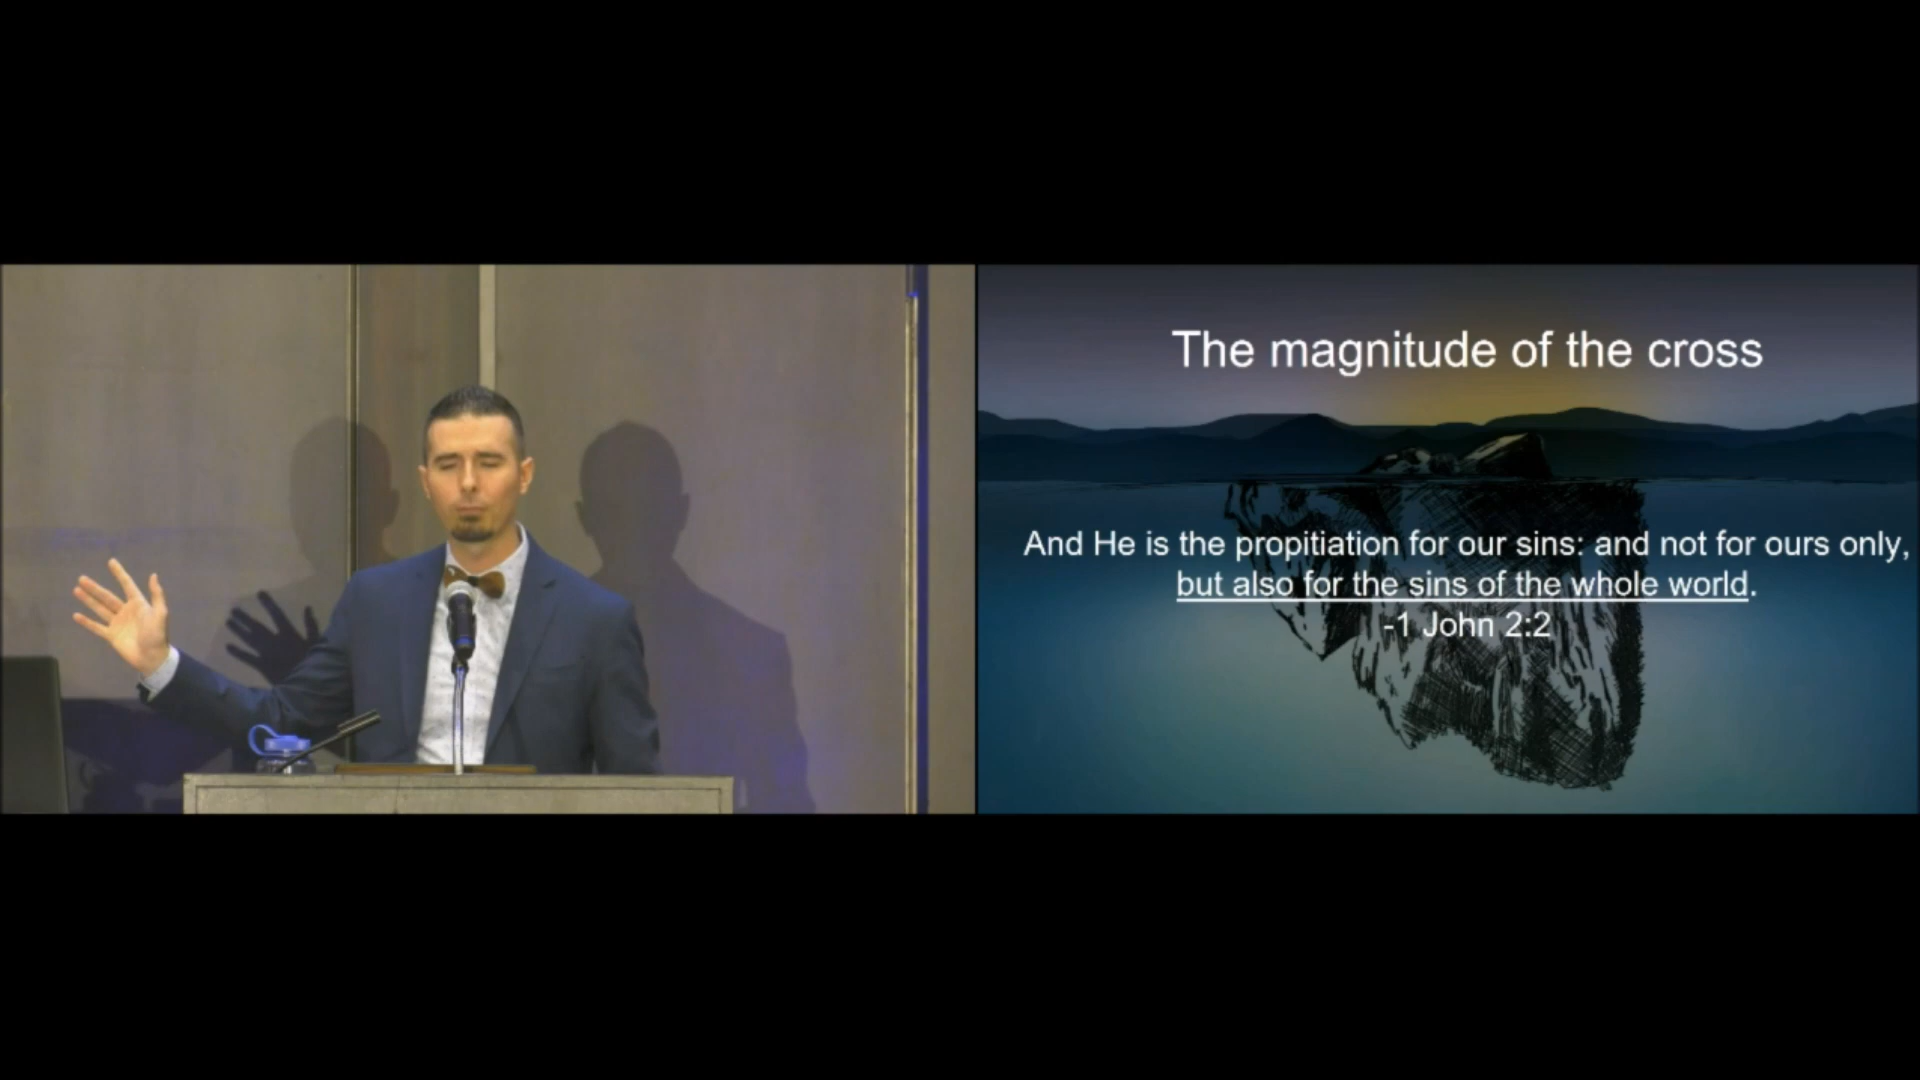 The magnitude of the cross
And He is the propitiation for our sins: and not for ours only,
but also for the sins of the whole world.
-1 John 2:2